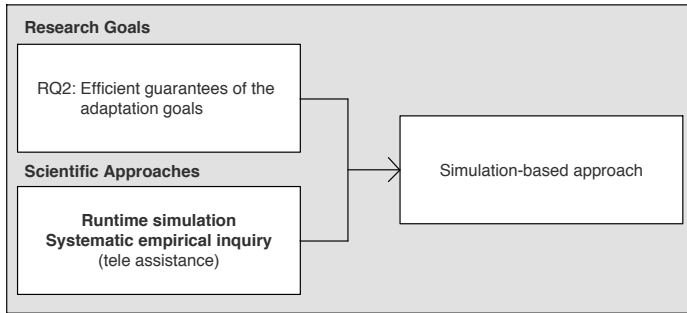 Research Goals
RQ2: Efficient guarantees of the
adaptation goals
Scientific Approaches
Runtime simulation
Systematic empirical inquiry
(tele assistance)
Simulation-based approach